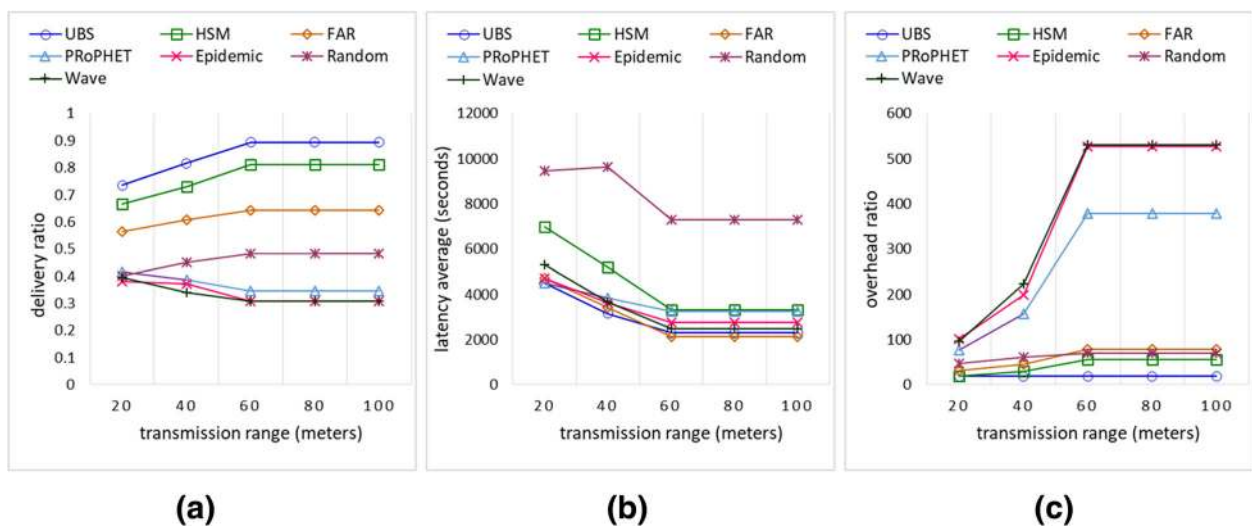 UBS HSM FAR
PRoPHET Epidemic Random
Wave
1
0.9
0.8
0.7
0.6
0.5
0.4
0.3
0.2
0.1
0
delivery ratio
20 40 60 80 100
transmission range (meters)
(a)
UBS HSM FAR
PRoPHET Epidemic Random
Wave
12000
10000
8000
6000
4000
2000
0
latency average (seconds)
20 40 60 80 100
transmission range (meters)
(b)
UBS HSM FAR
PRoPHET Epidemic Random
Wave
600
500
400
300
200
100
0
overhead ratio
20 40 60 80 100
transmission range (meters)
(c)